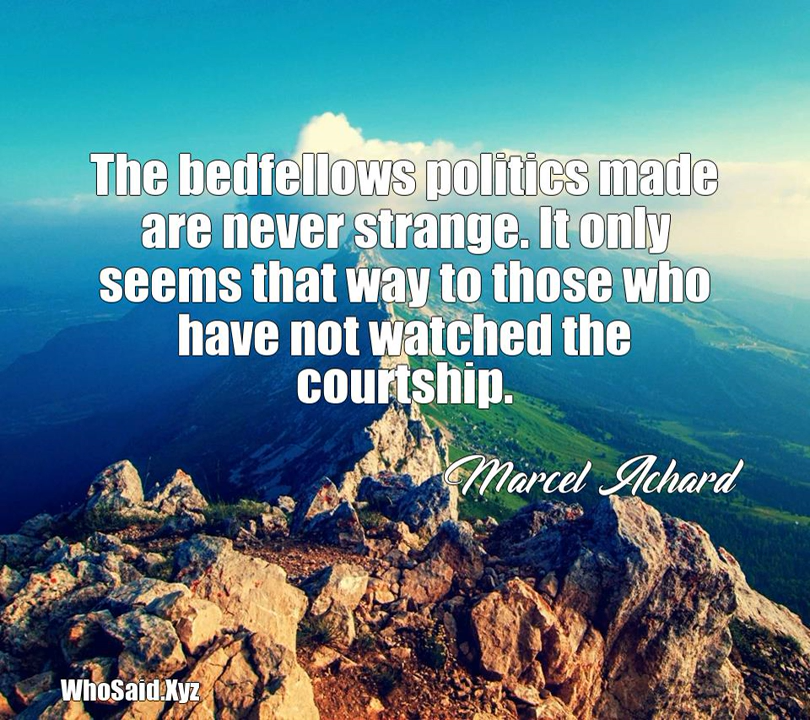 The bedfellows politics made
are never strange. It only
seems that way to those who
have not watched the
courtship.
Marcel Achard
WhoSaid.Xyz